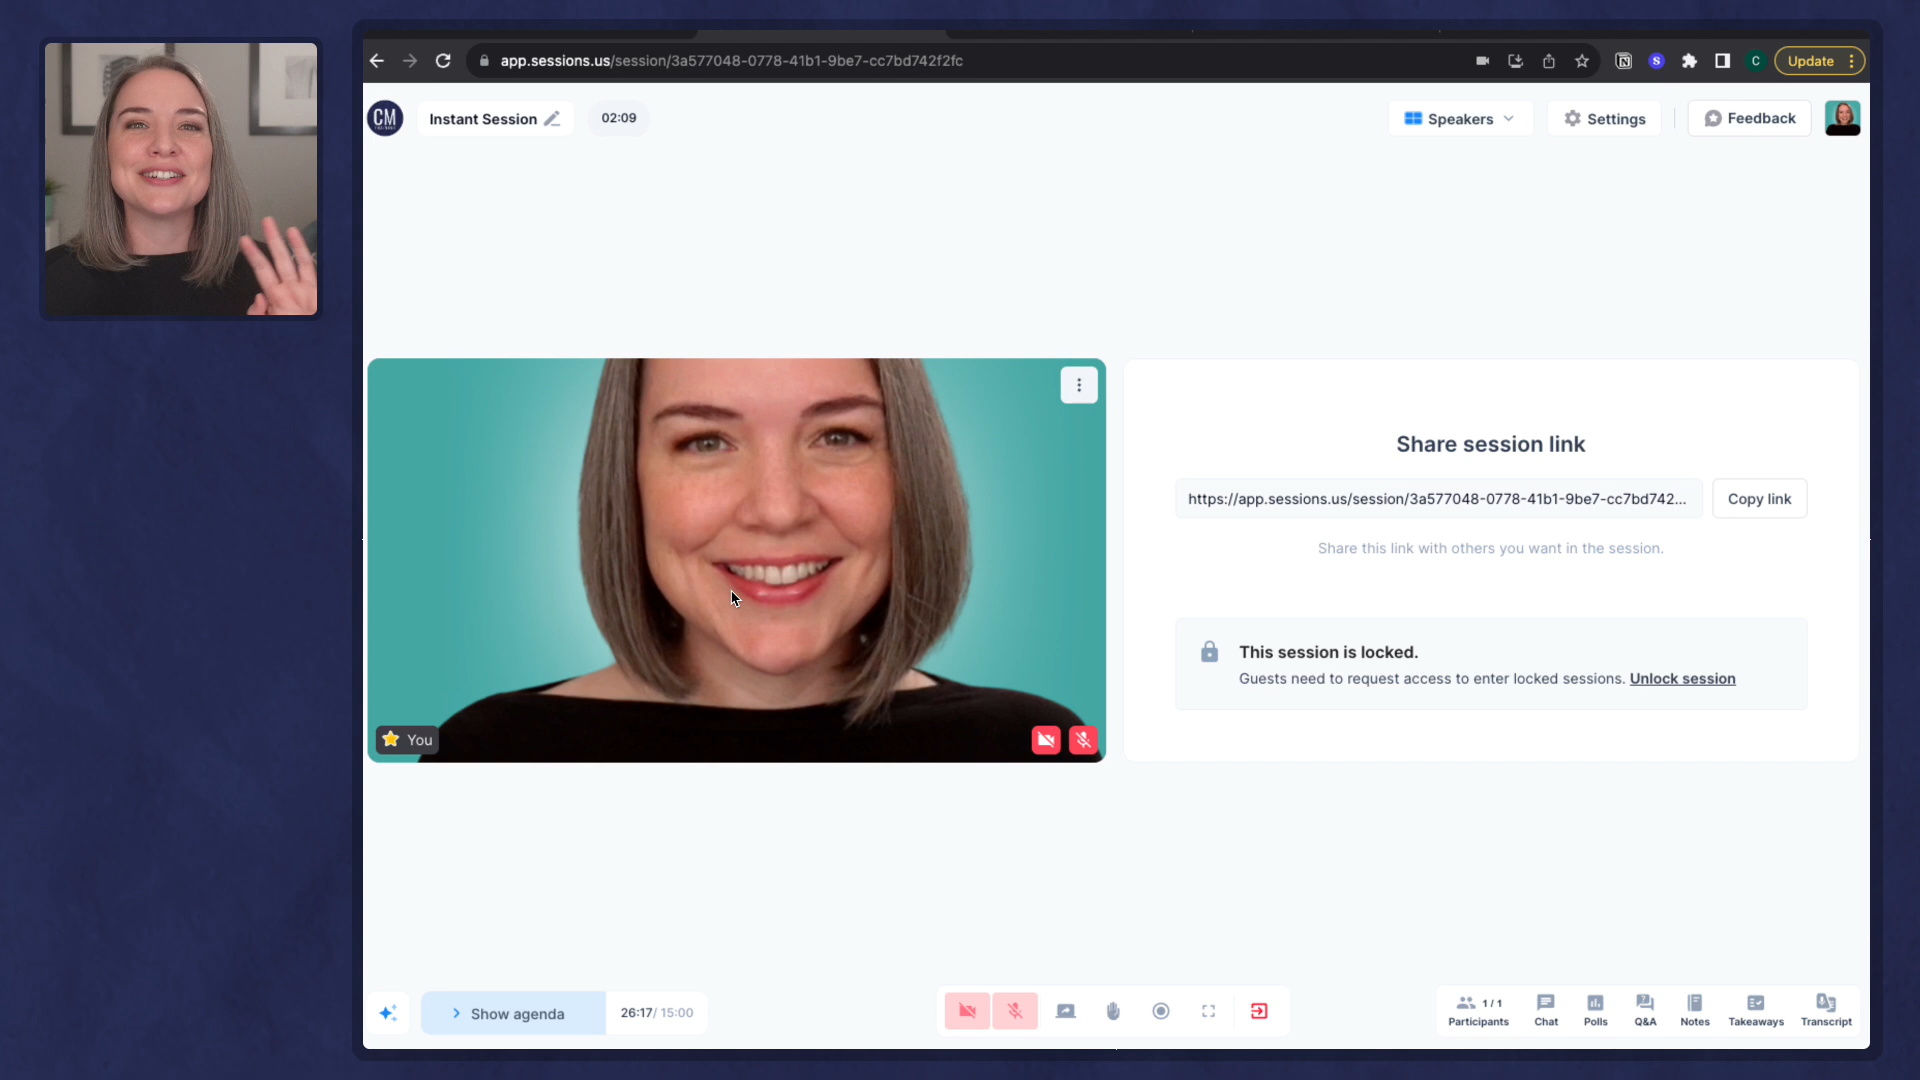 app.sessions.us/session/3a577048-0778-41b1-9be7-cc7bd742f2fc
S
C
Update
CM
Instant Session
02:09
Speakers
Settings
Feedback
Share session link
https://app.sessions.us/session/3a577048-0778-41b1-9be7-cc7bd742...
Copy link
Share this link with others you want in the session.
This session is locked.
Guests need to request access to enter locked sessions. Unlock session
You
Show agenda
26:17/ 15:00
1 / 1
Participants
Chat
Polls
Q&A
Notes
Takeaways
Transcript